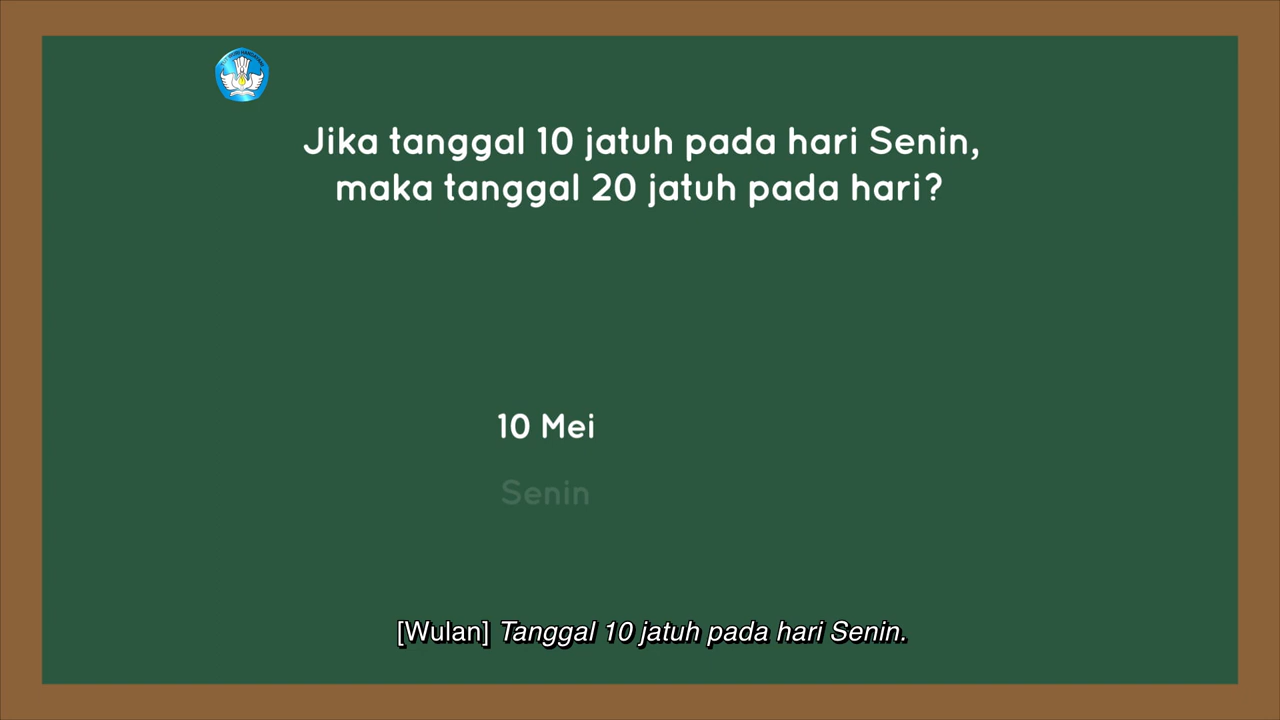 Jika tanggal 10 jatuh pada hari Senin,
maka tanggal 20 jatuh pada hari?
10 Mei
Senin
[Wulan] Tanggal 10 jatuh pada hari Senin.